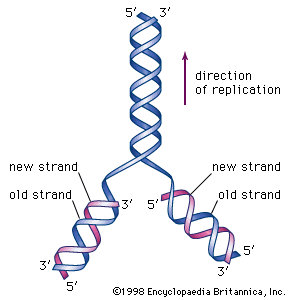 5′ 3′
direction
of replication
new strand
new strand
old strand
old strand
3′
5′
5′
3′
3′
5′
©1998 Encyclopaedia Britannica, Inc.